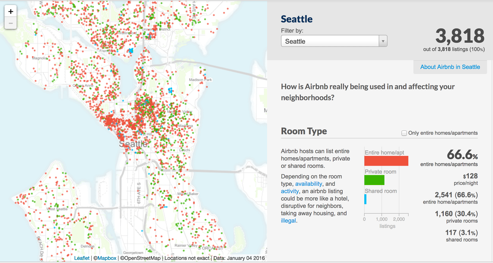 +
−
Seattle
Leaflet | ©Mapbox | ©OpenStreetMap | Locations not exact | Data: January 04 2016
Seattle
Filter by:
Seattle
3,818
out of 3,818 listings (100%)
About Airbnb in Seattle
How is Airbnb really being used in and affecting your
neighborhoods?
Room Type
Only entire homes/apartments
Airbnb hosts can list entire
homes/apartments, private
or shared rooms.
Depending on the room
type, availability, and
activity, an airbnb listing
could be more like a hotel,
disruptive for neighbors,
taking away housing, and
illegal.
Entire home/apt
Private room
Shared room
0 1,000 2,000
listings
66.6%
entire homes/apartments
$128
price/night
2,541 (66.6%)
entire homes/apartments
1,160 (30.4%)
private rooms
117 (3.1%)
shared rooms